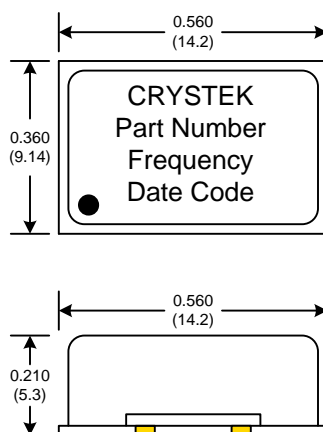 0.560
(14.2)
0.360
(9.14)
CRYSTEK
Part Number
Frequency
Date Code
0.560
(14.2)
0.210
(5.3)